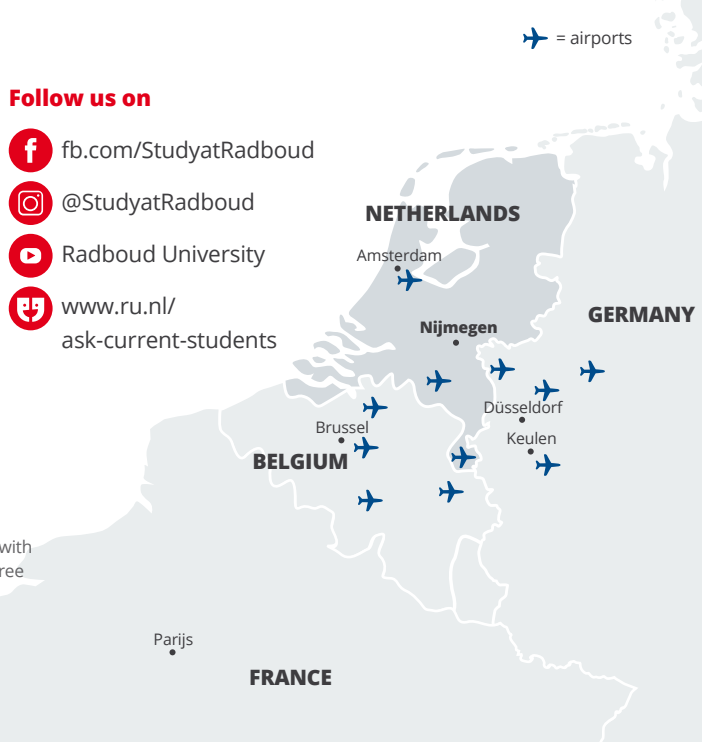 = airports
Follow us on
fb.com/StudyatRadboud
@StudyatRadboud
Radboud University
www.ru.nl/
ask-current-students
NETHERLANDS
Amsterdam
GERMANY
Nijmegen
Düsseldorf
Brussel
Keulen
BELGIUM
with
ree
Parijs
FRANCE